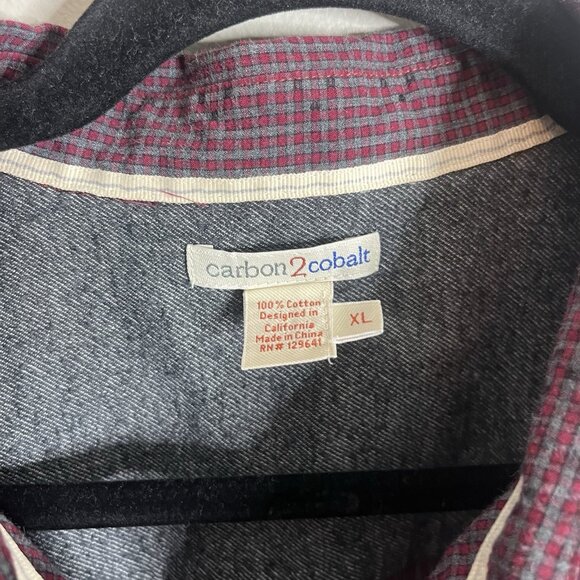 carbon2cobalt
100% Cotton
Designed in
California
Made in China
RN# 129641
XL